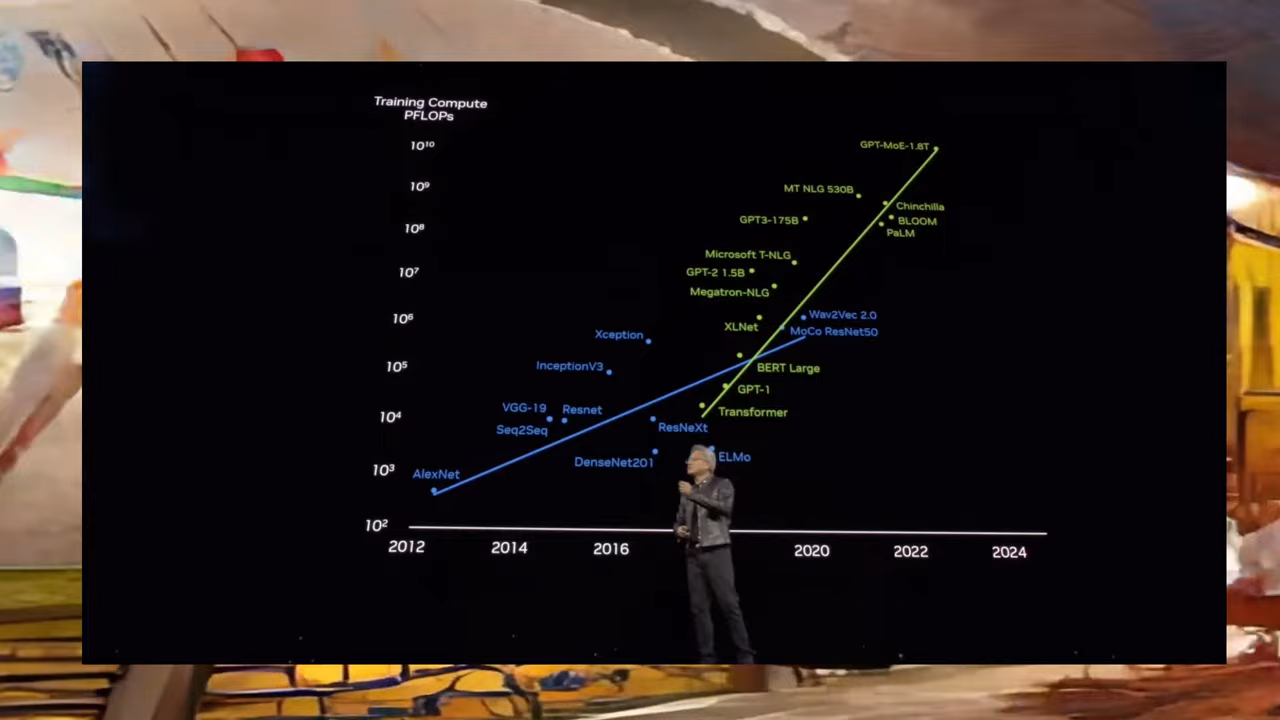 Training Compute
PFLOPs
10¹⁰
GPT-MoE-1.8T
10⁹
MT NLG 530B
Chinchilla
10⁸
GPT3-175B
BLOOM
PaLM
Microsoft T-NLG
10⁷
GPT-2 1.5B
Megatron-NLG
10⁶
Wav2Vec 2.0
XLNet
MoCo ResNet50
Xception
10⁵
InceptionV3
BERT Large
GPT-1
10⁴
VGG-19
Resnet
Transformer
Seq2Seq
ResNeXt
10³
DenseNet201
ELMo
AlexNet
10²
2012
2014
2016
2020
2022
2024